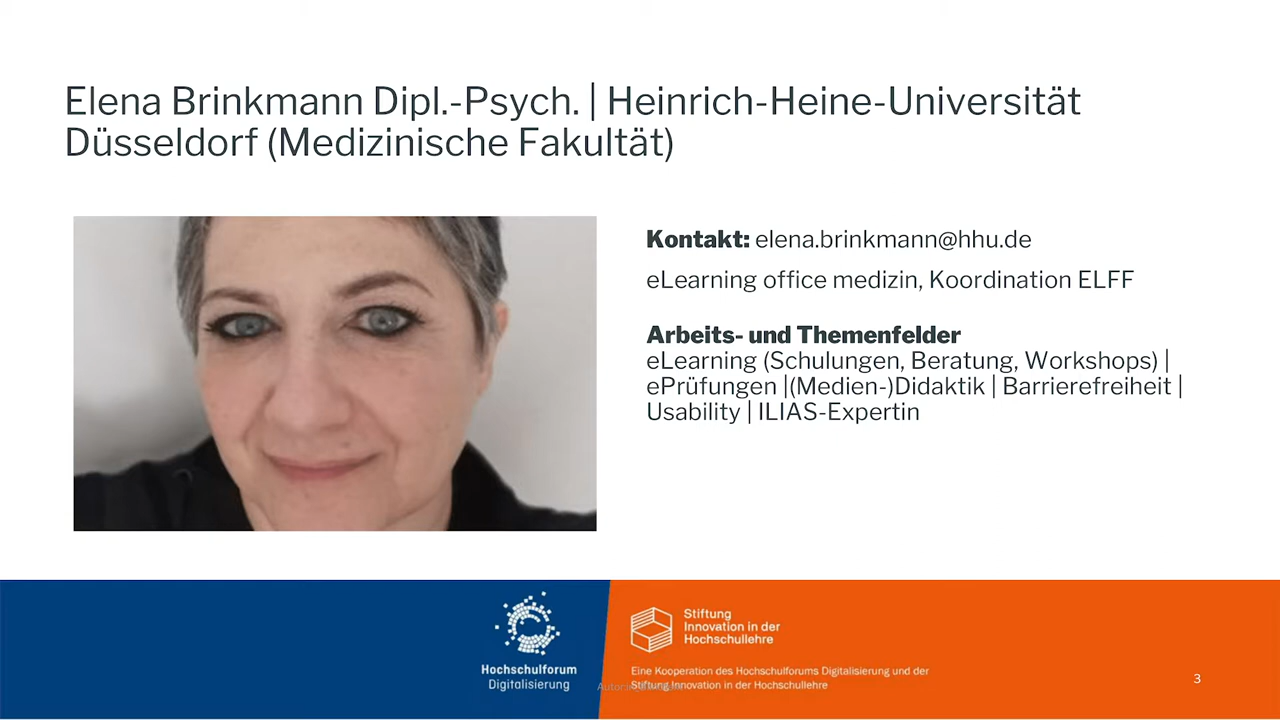 Elena Brinkmann Dipl.-Psych. | Heinrich-Heine-Universität
Düsseldorf (Medizinische Fakultät)
Kontakt: elena.brinkmann@hhu.de
eLearning office medizin, Koordination ELFF
Arbeits- und Themenfelder
eLearning (Schulungen, Beratung, Workshops) |
ePrüfungen |(Medien-)Didaktik | Barrierefreiheit |
Usability | ILIAS-Expertin
Hochschulforum
Digitalisierung
Stiftung
Innovation in der
Hochschullehre
Eine Kooperation des Hochschulforums Digitalisierung und der
Stiftung Innovation in der Hochschullehre
3